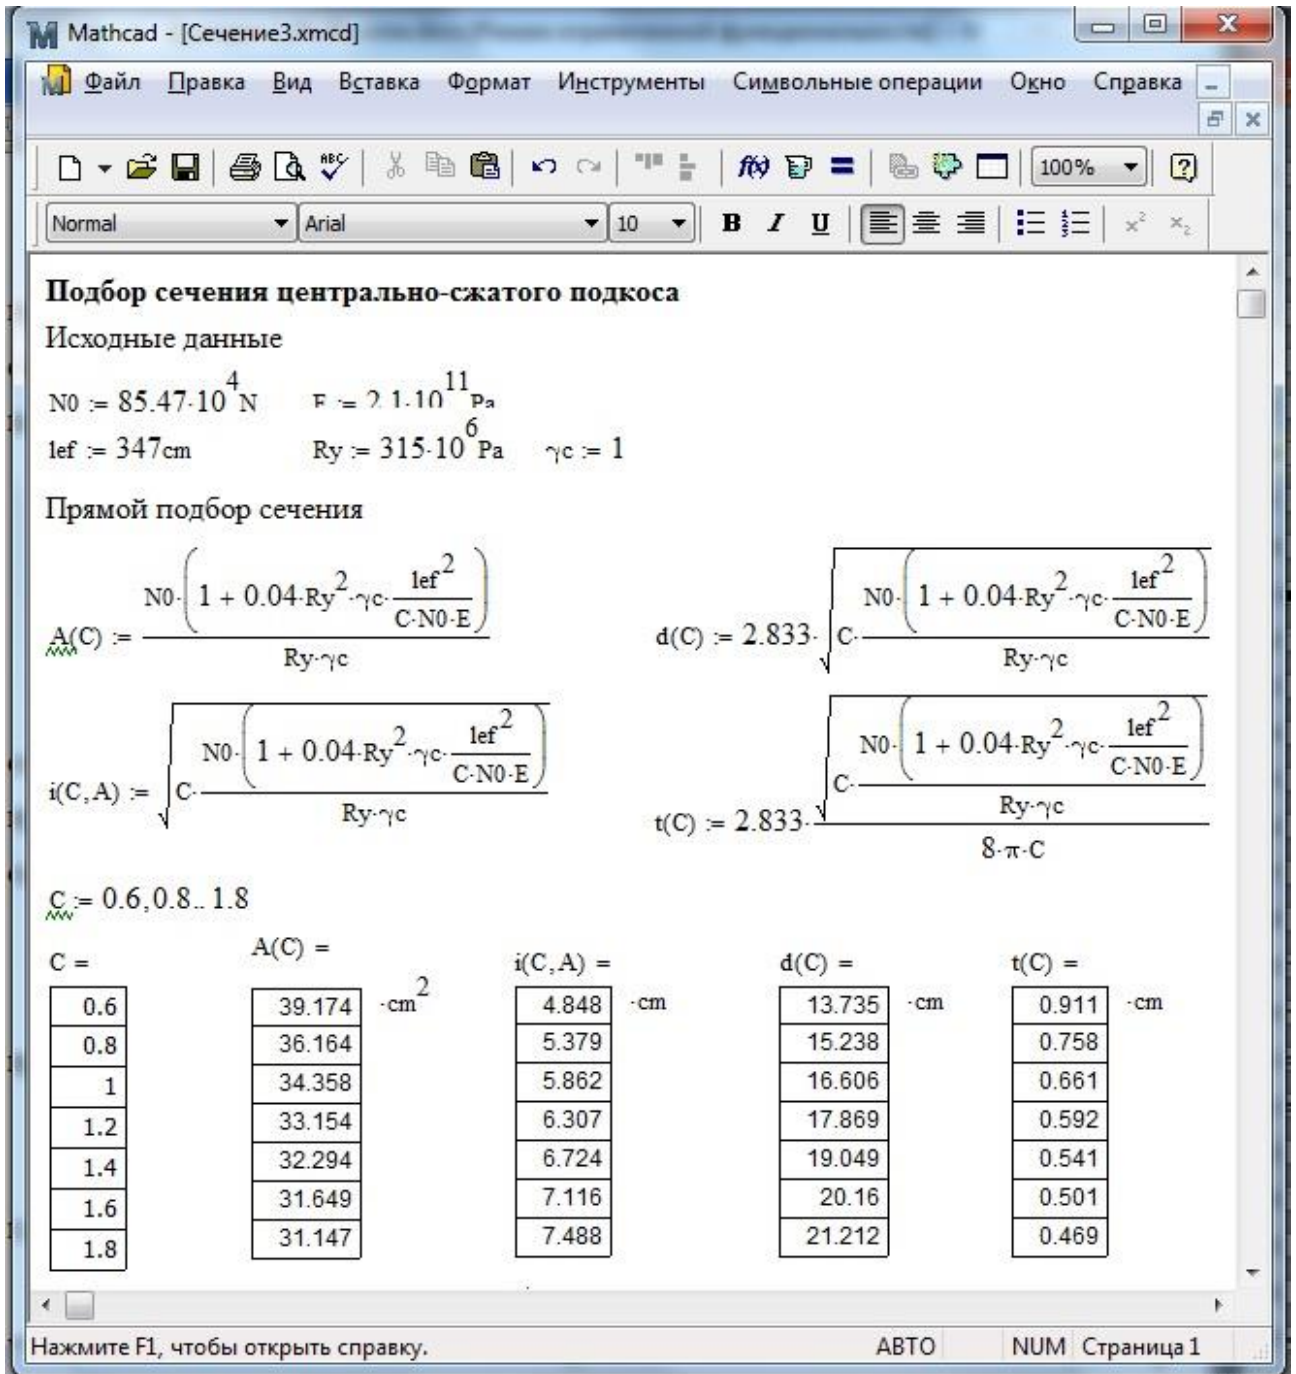 Mathcad - [Сечение3.xmcd]
Файл Правка Вид Вставка Формат Инструменты Символьные операции Окно Справка
ABC f(x) 100%
Normal Arial 10 B I U x² x₂
Подбор сечения центрально-сжатого подкоса
Исходные данные
N0 := 85.47·10^4 N E := 2.1·10^11 Pa
lef := 347cm Ry := 315·10^6 Pa γc := 1
Прямой подбор сечения
A(C) := N0·(1 + 0.04·Ry^2·γc·lef^2/(C·N0·E))/(Ry·γc) d(C) := 2.833·√(C·N0·(1 + 0.04·Ry^2·γc·lef^2/(C·N0·E))/(Ry·γc))
i(C,A) := √(C·N0·(1 + 0.04·Ry^2·γc·lef^2/(C·N0·E))/(Ry·γc)) t(C) := 2.833·√(C·N0·(1 + 0.04·Ry^2·γc·lef^2/(C·N0·E))/(Ry·γc))/(8·π·C)
C := 0.6,0.8.. 1.8
C = A(C) = i(C,A) = d(C) = t(C) =
0.6 39.174 ·cm^2 4.848 ·cm 13.735 ·cm 0.911 ·cm
0.8 36.164 5.379 15.238 0.758
1 34.358 5.862 16.606 0.661
1.2 33.154 6.307 17.869 0.592
1.4 32.294 6.724 19.049 0.541
1.6 31.649 7.116 20.16 0.501
1.8 31.147 7.488 21.212 0.469
Нажмите F1, чтобы открыть справку. АВТО NUM Страница 1